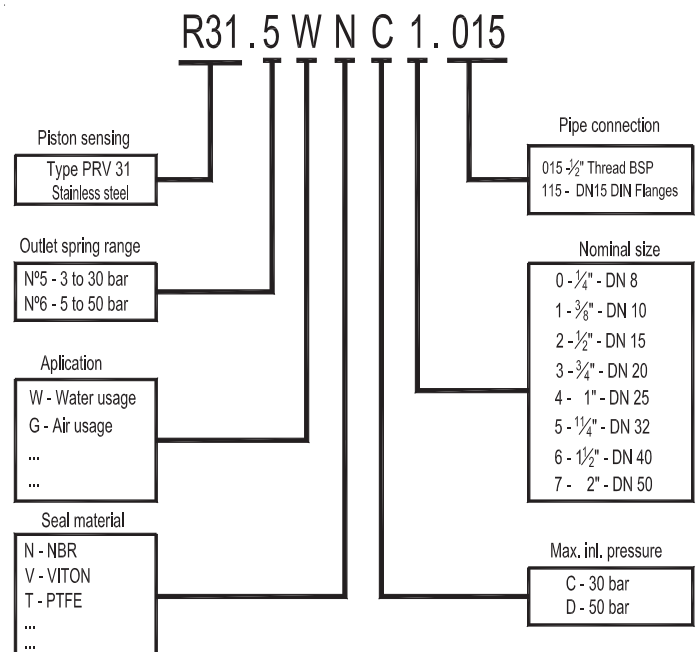 R31.5WNC1.015
Piston sensing
Type PRV 31
Stainless steel
Outlet spring range
Nº5 - 3 to 30 bar
Nº6 - 5 to 50 bar
Aplication
W - Water usage
G - Air usage
...
...
Seal material
N - NBR
V - VITON
T - PTFE
...
...
Pipe connection
015 -½" Thread BSP
115 - DN15 DIN Flanges
Nominal size
0 -¼" - DN 8
1 -⅜" - DN 10
2 -½" - DN 15
3 -¾" - DN 20
4 - 1" - DN 25
5 -1¼" - DN 32
6 - 1½" - DN 40
7 - 2" - DN 50
Max. inl. pressure
C - 30 bar
D - 50 bar